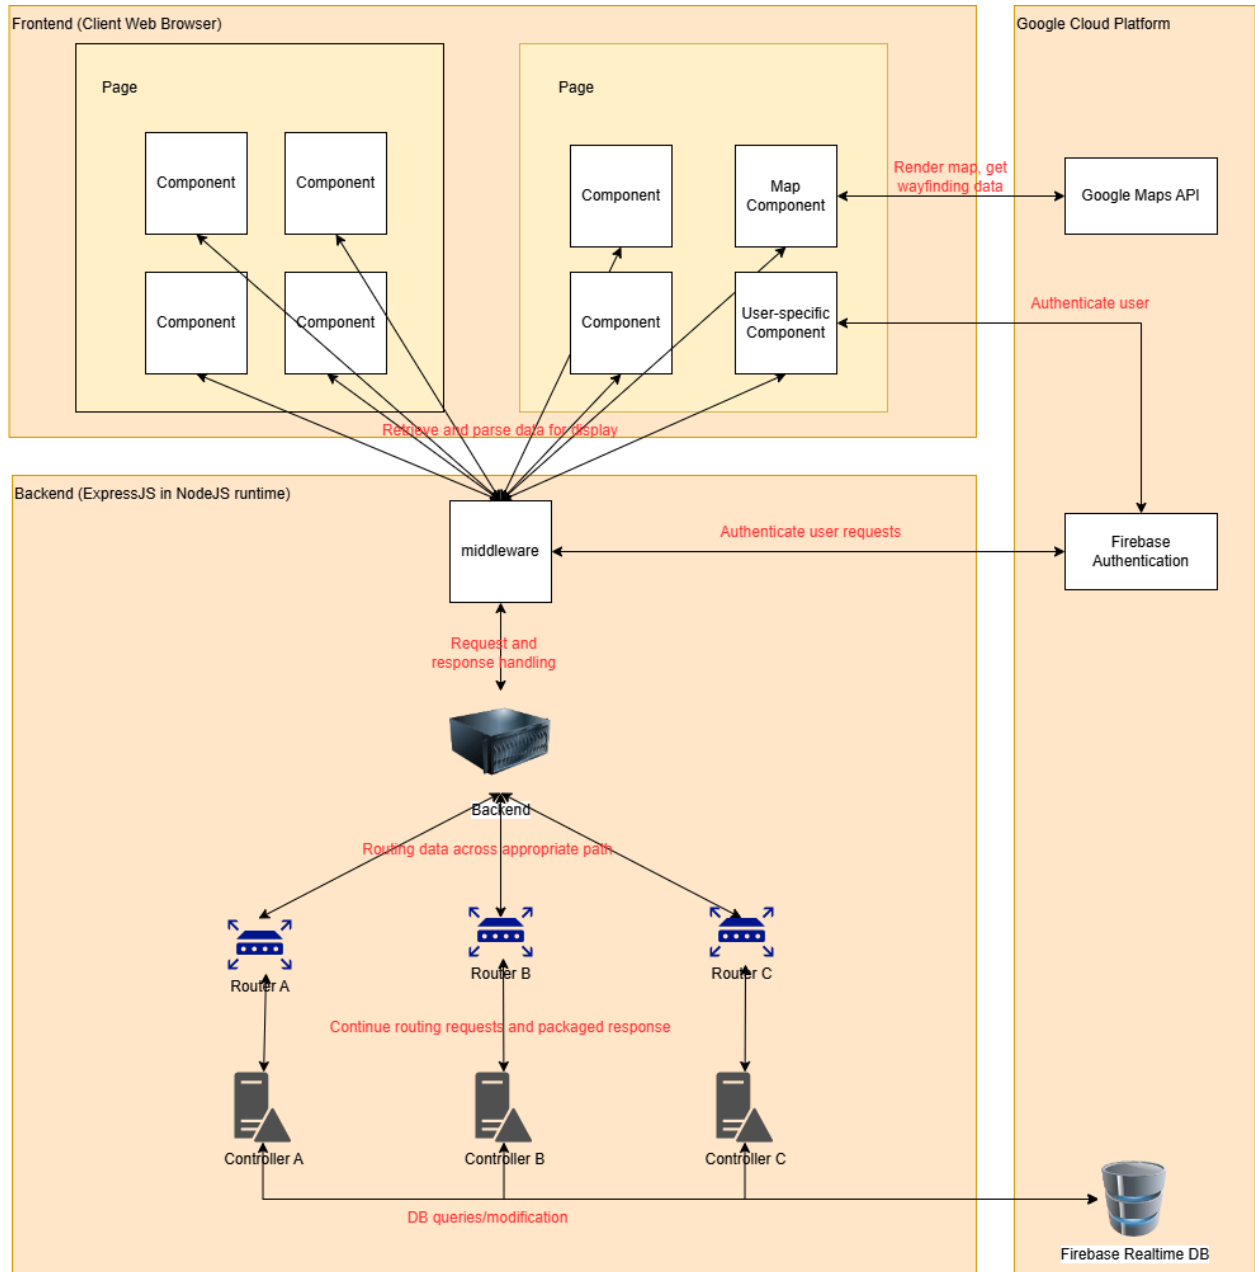 Frontend (Client Web Browser)
Google Cloud Platform
Page
Page
Component
Component
Component
Map
Component
Render map, get
wayfinding data
Google Maps API
Component
Component
Component
User-specific
Component
Authenticate user
Retrieve and parse data for display
Backend (ExpressJS in NodeJS runtime)
middleware
Authenticate user requests
Firebase
Authentication
Request and
response handling
Backend
Routing data across appropriate path
Router A
Router B
Router C
Continue routing requests and packaged response
Controller A
Controller B
Controller C
DB queries/modification
Firebase Realtime DB